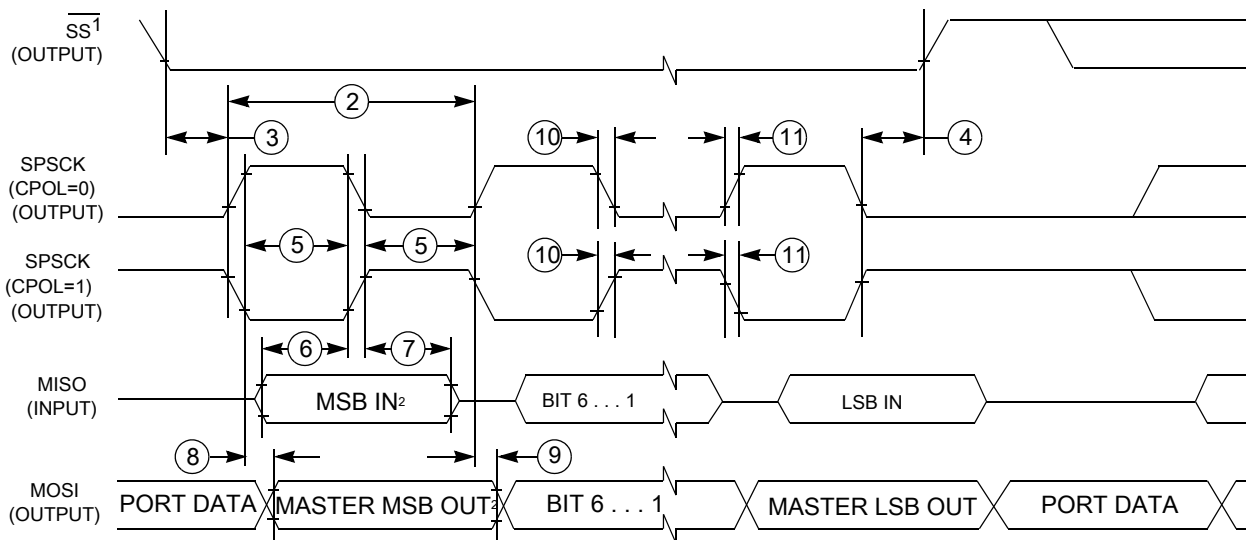 SS1
(OUTPUT)
2
3
10
11
4
SPSCK
(CPOL=0)
(OUTPUT)
5
5
SPSCK
(CPOL=1)
(OUTPUT)
10
11
6
7
MISO
(INPUT)
MSB IN2
BIT 6 . . . 1
LSB IN
8
9
MOSI
(OUTPUT)
PORT DATA
MASTER MSB OUT2
BIT 6 . . . 1
MASTER LSB OUT
PORT DATA